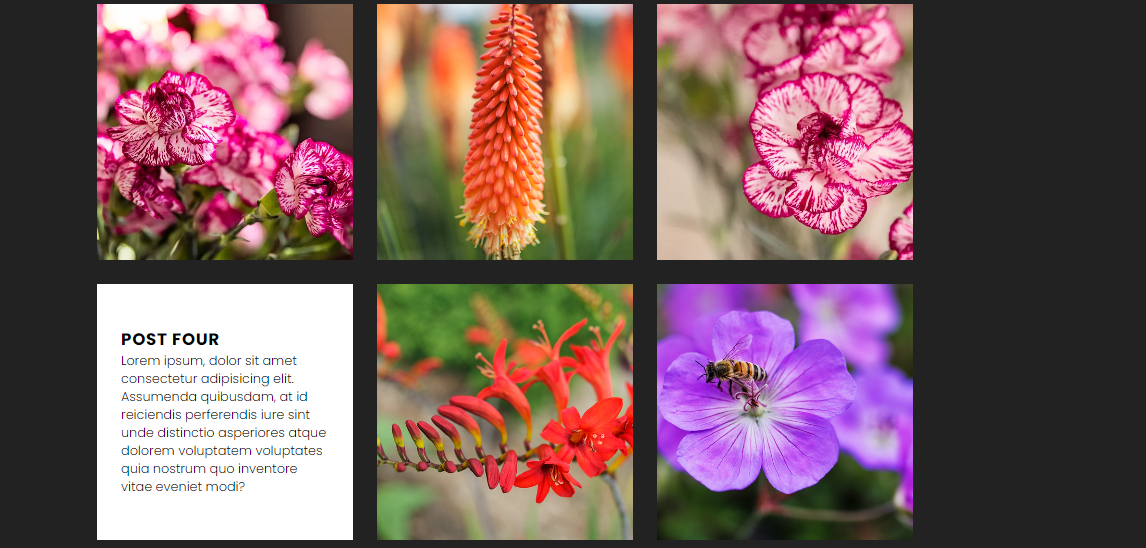 POST FOUR
Lorem ipsum, dolor sit amet
consectetur adipisicing elit.
Assumenda quibusdam, at id
reiciendis perferendis iure sint
unde distinctio asperiores atque
dolorem voluptatem voluptates
quia nostrum quo inventore
vitae eveniet modi?